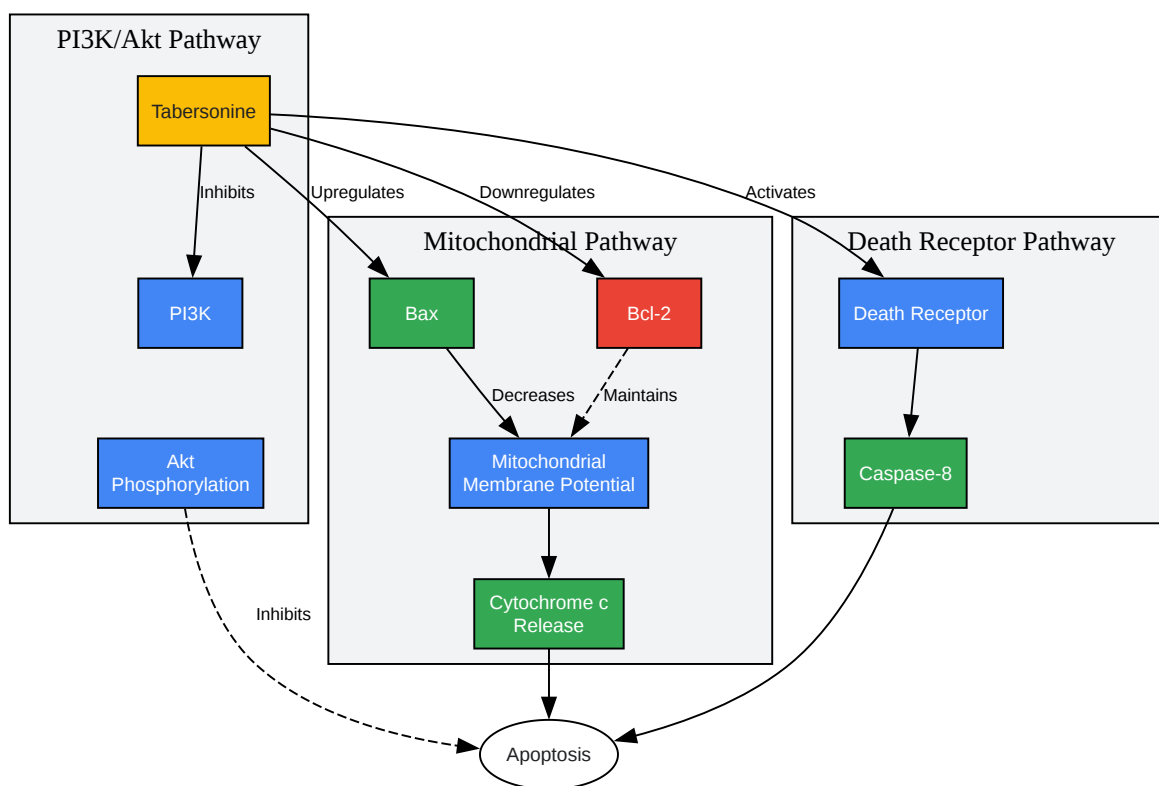 PI3K/Akt Pathway
Tabersonine
Inhibits
Upregulates
Downregulates
Activates
Mitochondrial Pathway
Death Receptor Pathway
PI3K
Bax
Bcl-2
Death Receptor
Decreases
Maintains
Akt
Phosphorylation
Mitochondrial
Membrane Potential
Caspase-8
Cytochrome c
Release
Inhibits
Apoptosis